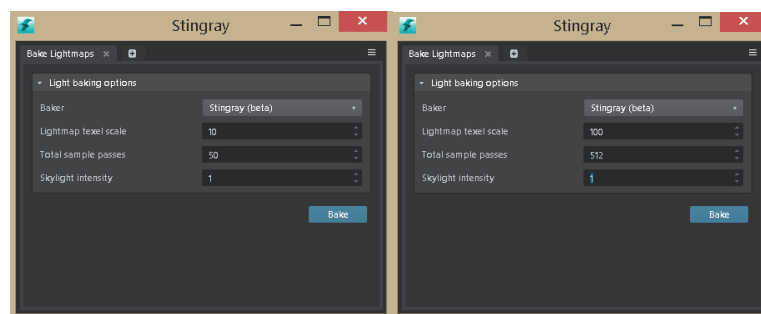 Stingray
Bake Lightmaps
Light baking options
Baker Stingray (beta)
Lightmap texel scale 10
Total sample passes 50
Skylight intensity 1
Bake
Stingray
Bake Lightmaps
Light baking options
Baker Stingray (beta)
Lightmap texel scale 100
Total sample passes 512
Skylight intensity 1
Bake